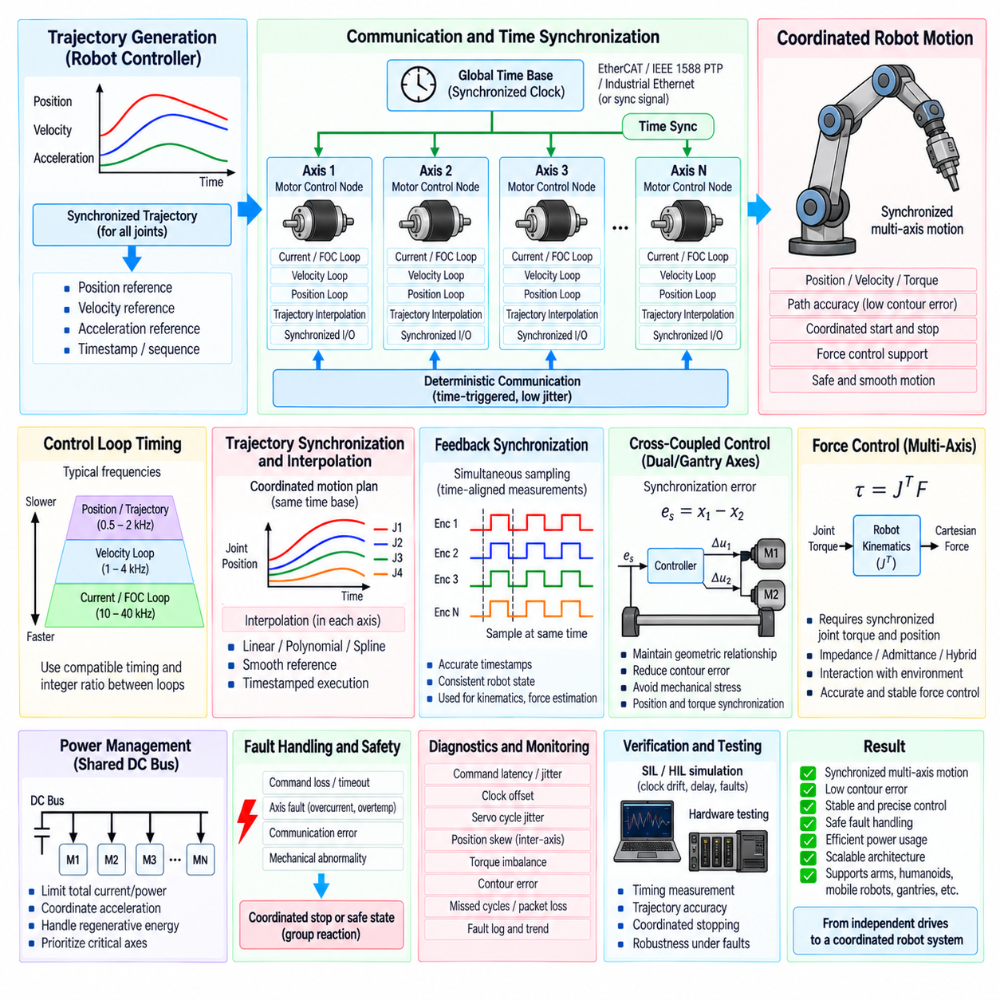 Trajectory Generation
(Robot Controller)
Position
Velocity
Acceleration
Time
Synchronized Trajectory
(for all joints)
Position reference
Velocity reference
Acceleration reference
Timestamp / sequence
Communication and Time Synchronization
Global Time Base
(Synchronized Clock)
EtherCAT / IEEE 1588 PTP
/ Industrial Ethernet
(or sync signal)
Time Sync
Axis 1
Motor Control Node
Current / FOC Loop
Velocity Loop
Position Loop
Trajectory Interpolation
Synchronized I/O
Axis 2
Motor Control Node
Current / FOC Loop
Velocity Loop
Position Loop
Trajectory Interpolation
Synchronized I/O
Axis 3
Motor Control Node
Current / FOC Loop
Velocity Loop
Position Loop
Trajectory Interpolation
Synchronized I/O
...
Axis N
Motor Control Node
Current / FOC Loop
Velocity Loop
Position Loop
Trajectory Interpolation
Synchronized I/O
Deterministic Communication
(time-triggered, low jitter)
Coordinated Robot Motion
Synchronized
multi-axis motion
Position / Velocity / Torque
Path accuracy (low contour error)
Coordinated start and stop
Force control support
Safe and smooth motion
Control Loop Timing
Typical frequencies
Slower
Position / Trajectory
(0.5 – 2 kHz)
Velocity Loop
(1 – 4 kHz)
Current / FOC Loop
(10 – 40 kHz)
Faster
Use compatible timing and
integer ratio between loops
Trajectory Synchronization
and Interpolation
Coordinated motion plan
(same time base)
Joint
Position
J1
J2
J3
J4
Time
Interpolation (in each axis)
Linear / Polynomial / Spline
Smooth reference
Timestamped execution
Feedback Synchronization
Simultaneous sampling
(time-aligned measurements)
Enc 1
Enc 2
Enc 3
Enc N
Sample at same time
Accurate timestamps
Consistent robot state
Used for kinematics, force estimation
Cross-Coupled Control
(Dual/Gantry Axes)
Synchronization error
e_s = x_1 − x_2
e_s
Controller
Δu_1
Δu_2
M1
M2
Maintain geometric relationship
Reduce contour error
Avoid mechanical stress
Position and torque synchronization
Force Control (Multi-Axis)
τ = J^T F
Joint
Torque
Robot
Kinematics
(J^T)
Cartesian
Force
Requires synchronized
joint torque and position
Impedance / Admittance / Hybrid
Interaction with environment
Accurate and stable force control
Power Management
(Shared DC Bus)
DC Bus
M1
M2
M3
...
MN
Limit total current/power
Coordinate acceleration
Handle regenerative energy
Prioritize critical axes
Fault Handling and Safety
Command loss / timeout
Axis fault (overcurrent, overtemp)
Communication error
Mechanical abnormality
Coordinated stop or safe state
(group reaction)
Diagnostics and Monitoring
Command latency / jitter
Clock offset
Servo cycle jitter
Position skew (inter-axis)
Torque imbalance
Contour error
Missed cycles / packet loss
Fault log and trend
Verification and Testing
SIL / HIL simulation
(clock drift, delay, faults)
Hardware testing
Timing measurement
Trajectory accuracy
Coordinated stopping
Robustness under faults
Result
Synchronized multi-axis motion
Low contour error
Stable and precise control
Safe fault handling
Efficient power usage
Scalable architecture
Supports arms, humanoids,
mobile robots, gantries, etc.
From independent drives
to a coordinated robot system